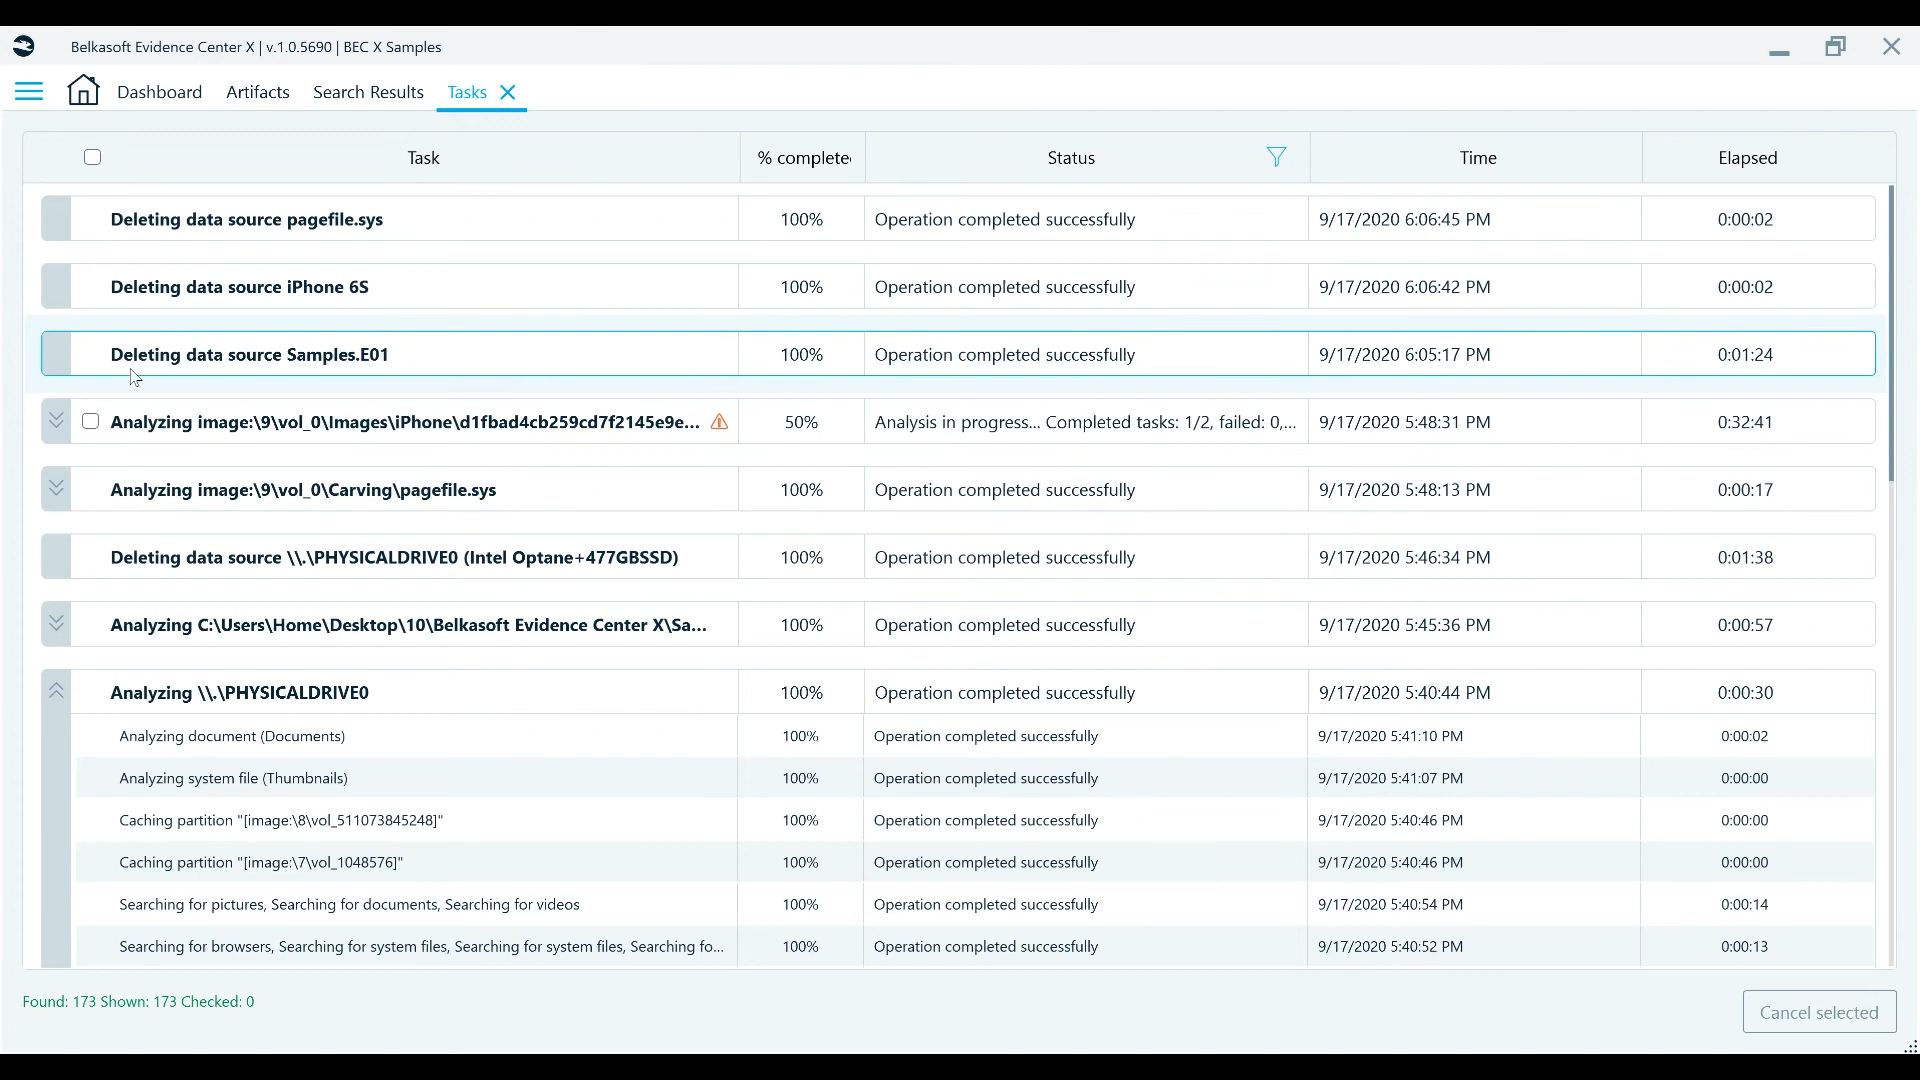 Belkasoft Evidence Center X | v.1.0.5690 | BEC X Samples
Dashboard Artifacts Search Results Tasks
Task % complete Status Time Elapsed
Deleting data source pagefile.sys 100% Operation completed successfully 9/17/2020 6:06:45 PM 0:00:02
Deleting data source iPhone 6S 100% Operation completed successfully 9/17/2020 6:06:42 PM 0:00:02
Deleting data source Samples.E01 100% Operation completed successfully 9/17/2020 6:05:17 PM 0:01:24
Analyzing image:\9\vol_0\Images\iPhone\d1fbad4cb259cd7f2145e9e... 50% Analysis in progress... Completed tasks: 1/2, failed: 0,... 9/17/2020 5:48:31 PM 0:32:41
Analyzing image:\9\vol_0\Carving\pagefile.sys 100% Operation completed successfully 9/17/2020 5:48:13 PM 0:00:17
Deleting data source \\.\PHYSICALDRIVE0 (Intel Optane+477GBSSD) 100% Operation completed successfully 9/17/2020 5:46:34 PM 0:01:38
Analyzing C:\Users\Home\Desktop\10\Belkasoft Evidence Center X\Sa... 100% Operation completed successfully 9/17/2020 5:45:36 PM 0:00:57
Analyzing \\.\PHYSICALDRIVE0 100% Operation completed successfully 9/17/2020 5:40:44 PM 0:00:30
Analyzing document (Documents) 100% Operation completed successfully 9/17/2020 5:41:10 PM 0:00:02
Analyzing system file (Thumbnails) 100% Operation completed successfully 9/17/2020 5:41:07 PM 0:00:00
Caching partition "[image:\8\vol_511073845248]" 100% Operation completed successfully 9/17/2020 5:40:46 PM 0:00:00
Caching partition "[image:\7\vol_1048576]" 100% Operation completed successfully 9/17/2020 5:40:46 PM 0:00:00
Searching for pictures, Searching for documents, Searching for videos 100% Operation completed successfully 9/17/2020 5:40:54 PM 0:00:14
Searching for browsers, Searching for system files, Searching for system files, Searching fo... 100% Operation completed successfully 9/17/2020 5:40:52 PM 0:00:13
Found: 173 Shown: 173 Checked: 0
Cancel selected